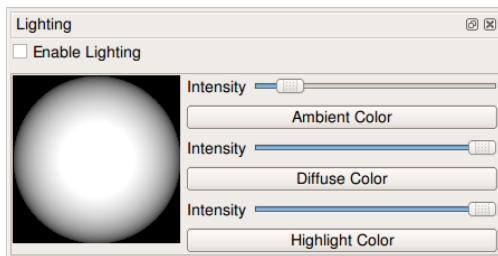 Lighting
Enable Lighting
Intensity
Ambient Color
Intensity
Diffuse Color
Intensity
Highlight Color